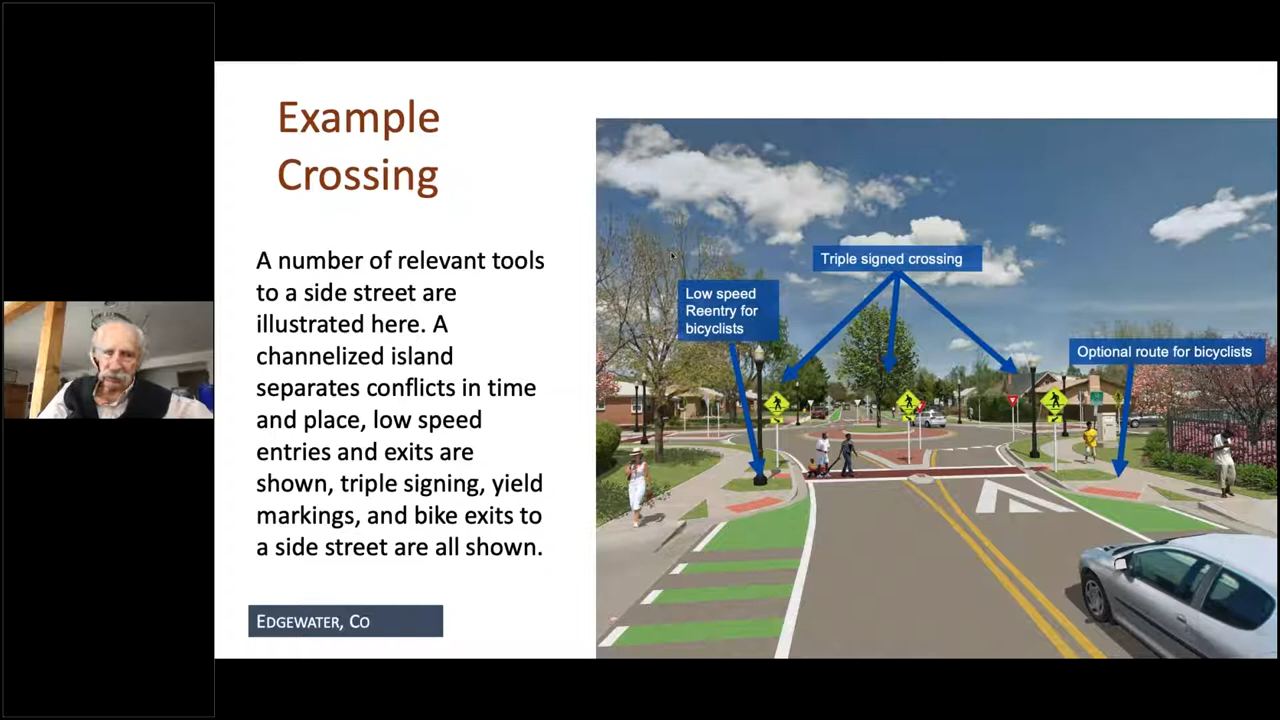 Example
Crossing
A number of relevant tools
to a side street are
illustrated here. A
channelized island
separates conflicts in time
and place, low speed
entries and exits are
shown, triple signing, yield
markings, and bike exits to
a side street are all shown.
EDGEWATER, CO
Triple signed crossing
Low speed
Reentry for
bicyclists
Optional route for bicyclists